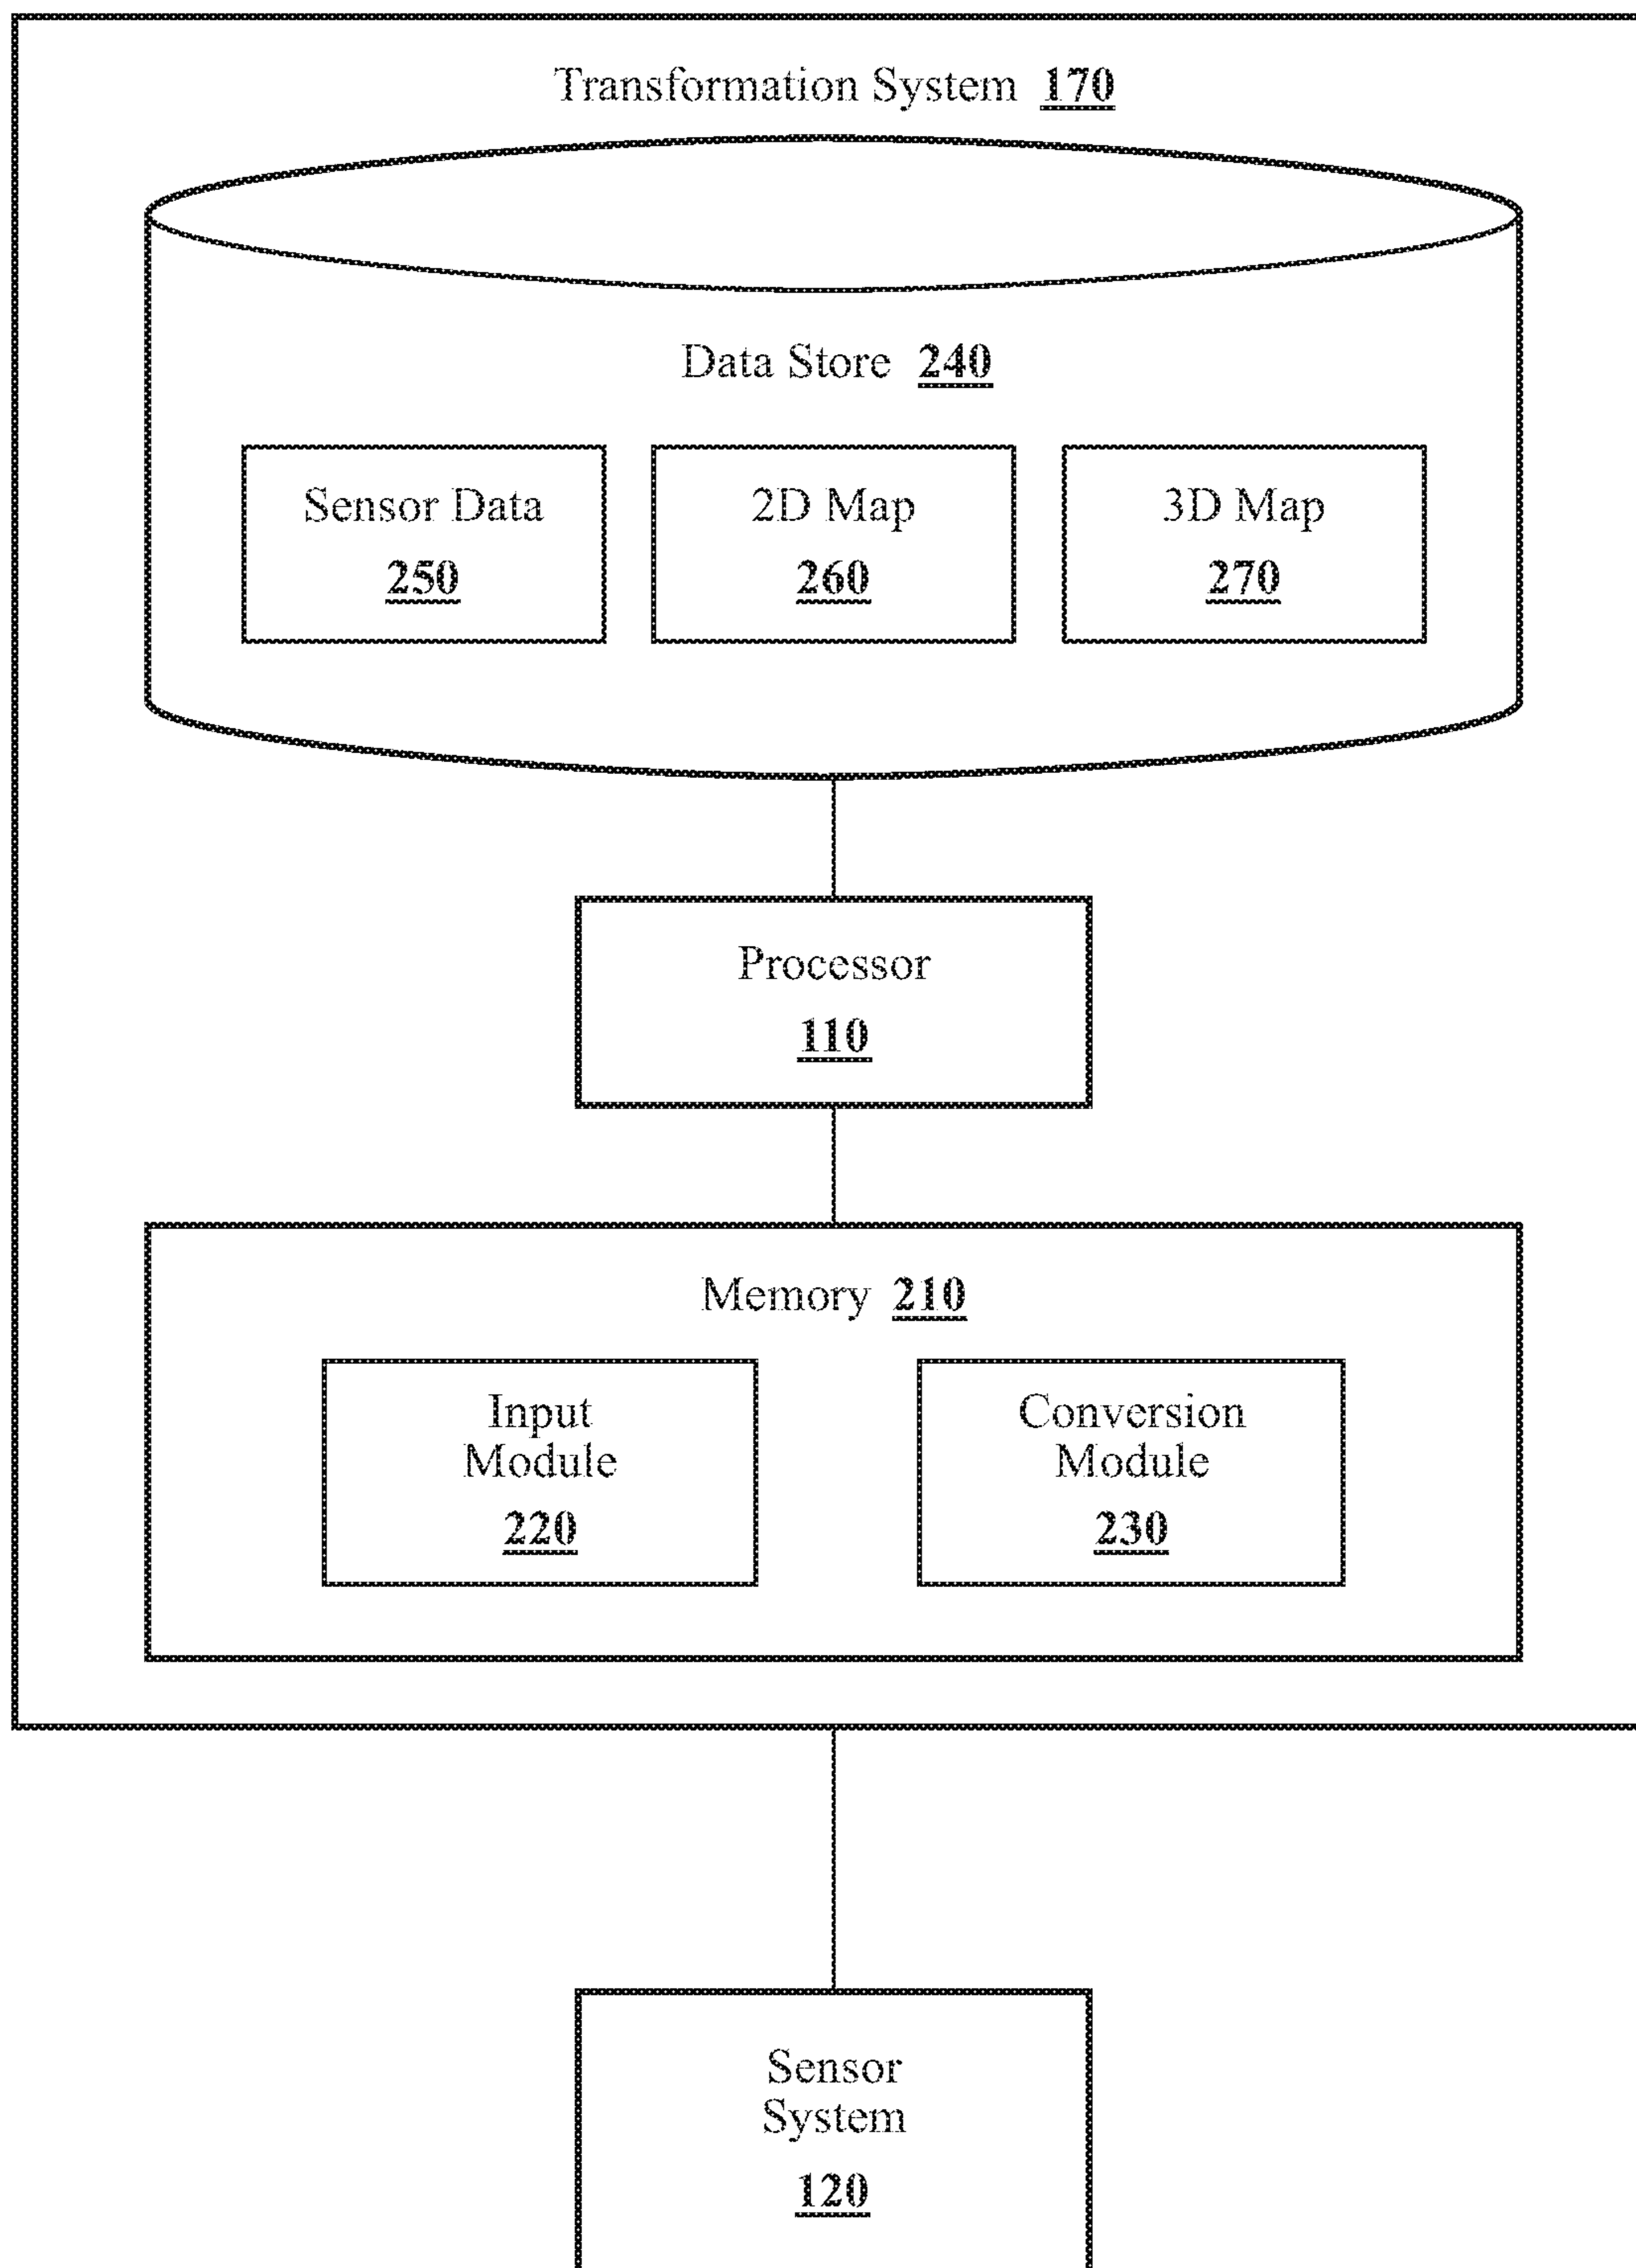 Transformation System 170
Data Store 240
Sensor Data
250
2D Map
260
3D Map
270
Processor
110
Memory 210
Input
Module
220
Conversion
Module
230
Sensor
System
120